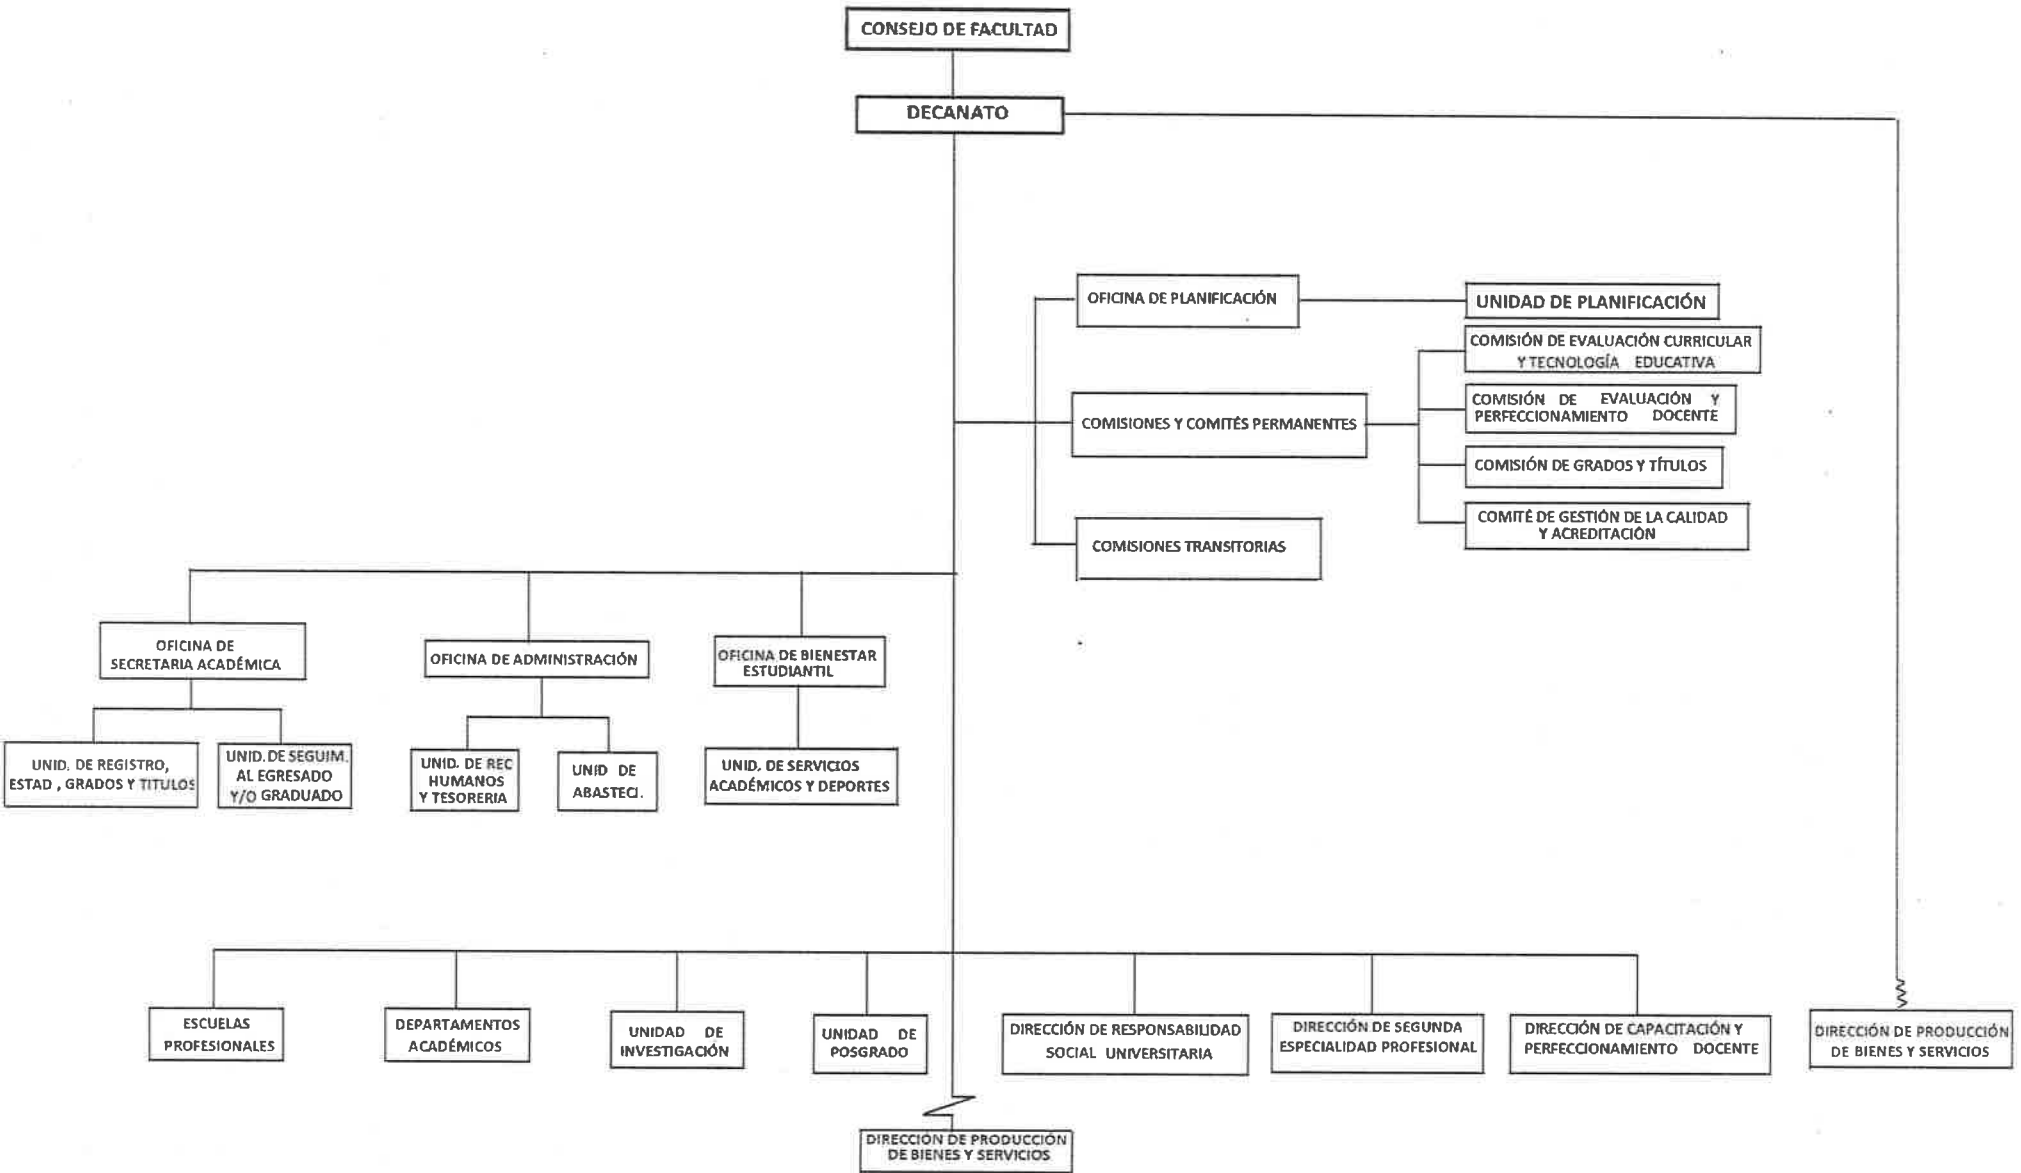 CONSEJO DE FACULTAD
DECANATO
OFICINA DE PLANIFICACIÓN
UNIDAD DE PLANIFICACIÓN
COMISIÓN DE EVALUACIÓN CURRICULAR
Y TECNOLOGÍA EDUCATIVA
COMISIÓN DE EVALUACIÓN Y
PERFECCIONAMIENTO DOCENTE
COMISIONES Y COMITÉS PERMANENTES
COMISIÓN DE GRADOS Y TÍTULOS
COMITÉ DE GESTIÓN DE LA CALIDAD
Y ACREDITACIÓN
COMISIONES TRANSITORIAS
OFICINA DE
SECRETARIA ACADÉMICA
OFICINA DE ADMINISTRACIÓN
OFICINA DE BIENESTAR
ESTUDIANTIL
UNID. DE REGISTRO,
ESTAD , GRADOS Y TITULOS
UNID. DE SEGUIM.
AL EGRESADO
Y/O GRADUADO
UNID. DE REC
HUMANOS
Y TESORERIA
UNID DE
ABASTECI.
UNID. DE SERVICIOS
ACADÉMICOS Y DEPORTES
ESCUELAS
PROFESIONALES
DEPARTAMENTOS
ACADÉMICOS
UNIDAD DE
INVESTIGACIÓN
UNIDAD DE
POSGRADO
DIRECCIÓN DE RESPONSABILIDAD
SOCIAL UNIVERSITARIA
DIRECCIÓN DE SEGUNDA
ESPECIALIDAD PROFESIONAL
DIRECCIÓN DE CAPACITACIÓN Y
PERFECCIONAMIENTO DOCENTE
DIRECCIÓN DE PRODUCCIÓN
DE BIENES Y SERVICIOS
DIRECCIÓN DE PRODUCCIÓN
DE BIENES Y SERVICIOS